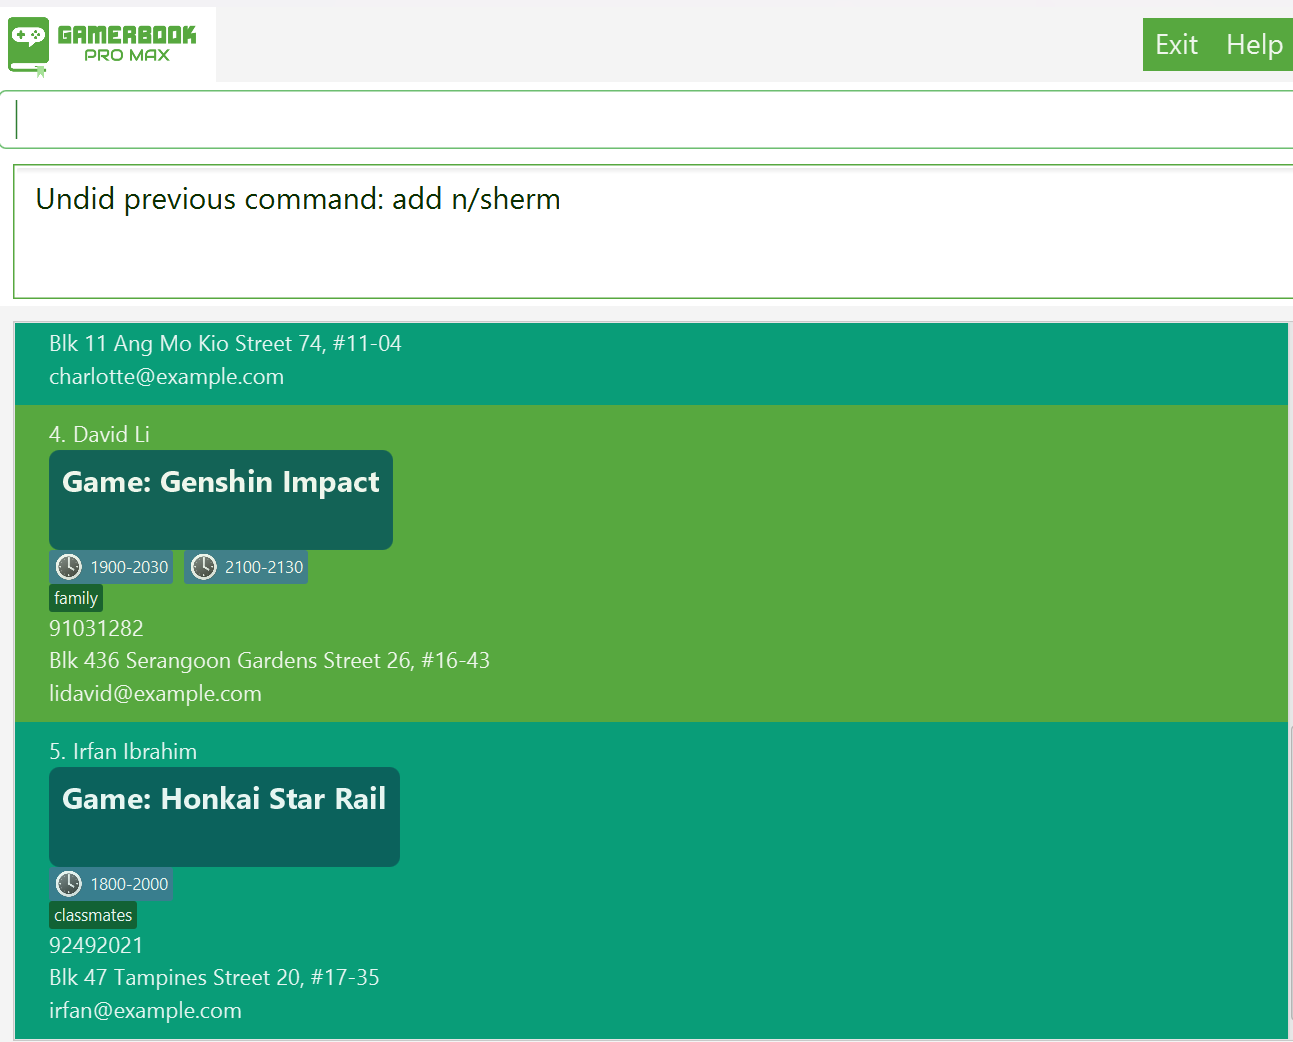 GAMERBOOK
PRO MAX
Exit Help
Undid previous command: add n/sherm
Blk 11 Ang Mo Kio Street 74, #11-04
charlotte@example.com
4. David Li
Game: Genshin Impact
1900-2030 2100-2130
family
91031282
Blk 436 Serangoon Gardens Street 26, #16-43
lidavid@example.com
5. Irfan Ibrahim
Game: Honkai Star Rail
1800-2000
classmates
92492021
Blk 47 Tampines Street 20, #17-35
irfan@example.com